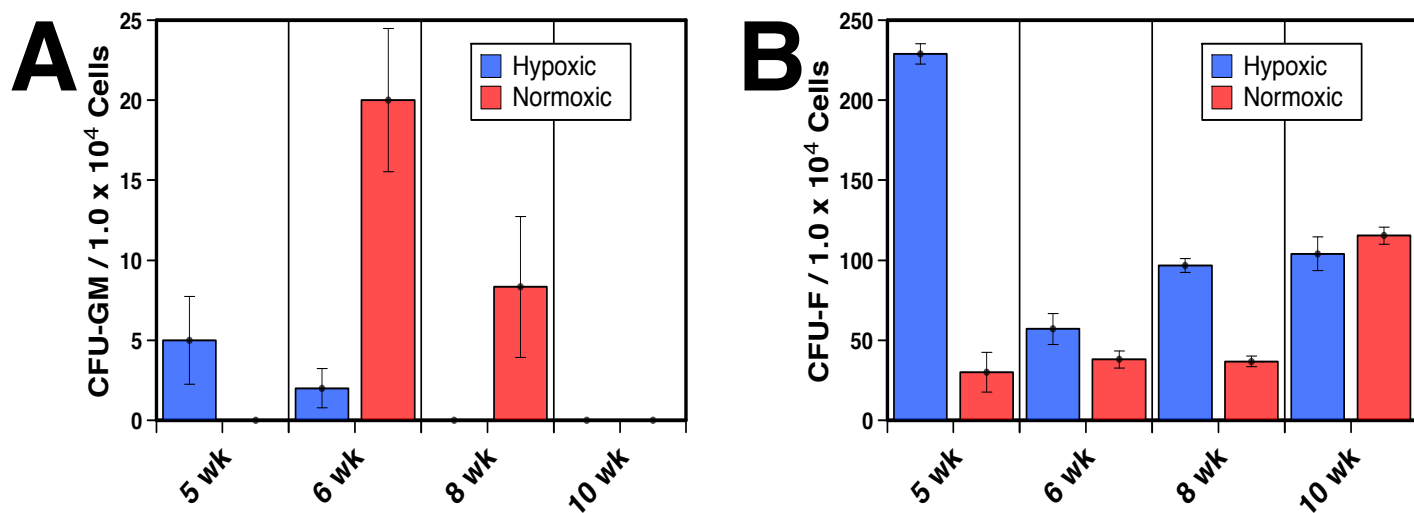 A
CFU-GM / 1.0 x 10⁴ Cells
25
20
15
10
5
0
Hypoxic
Normoxic
5 wk
6 wk
8 wk
10 wk
B
CFU-F / 1.0 x 10⁴ Cells
250
200
150
100
50
0
Hypoxic
Normoxic
5 wk
6 wk
8 wk
10 wk